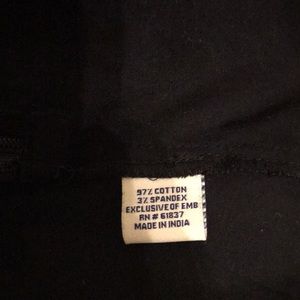 97% COTTON
3% SPANDEX
EXCLUSIVE OF EMB
RN # 61837
MADE IN INDIA